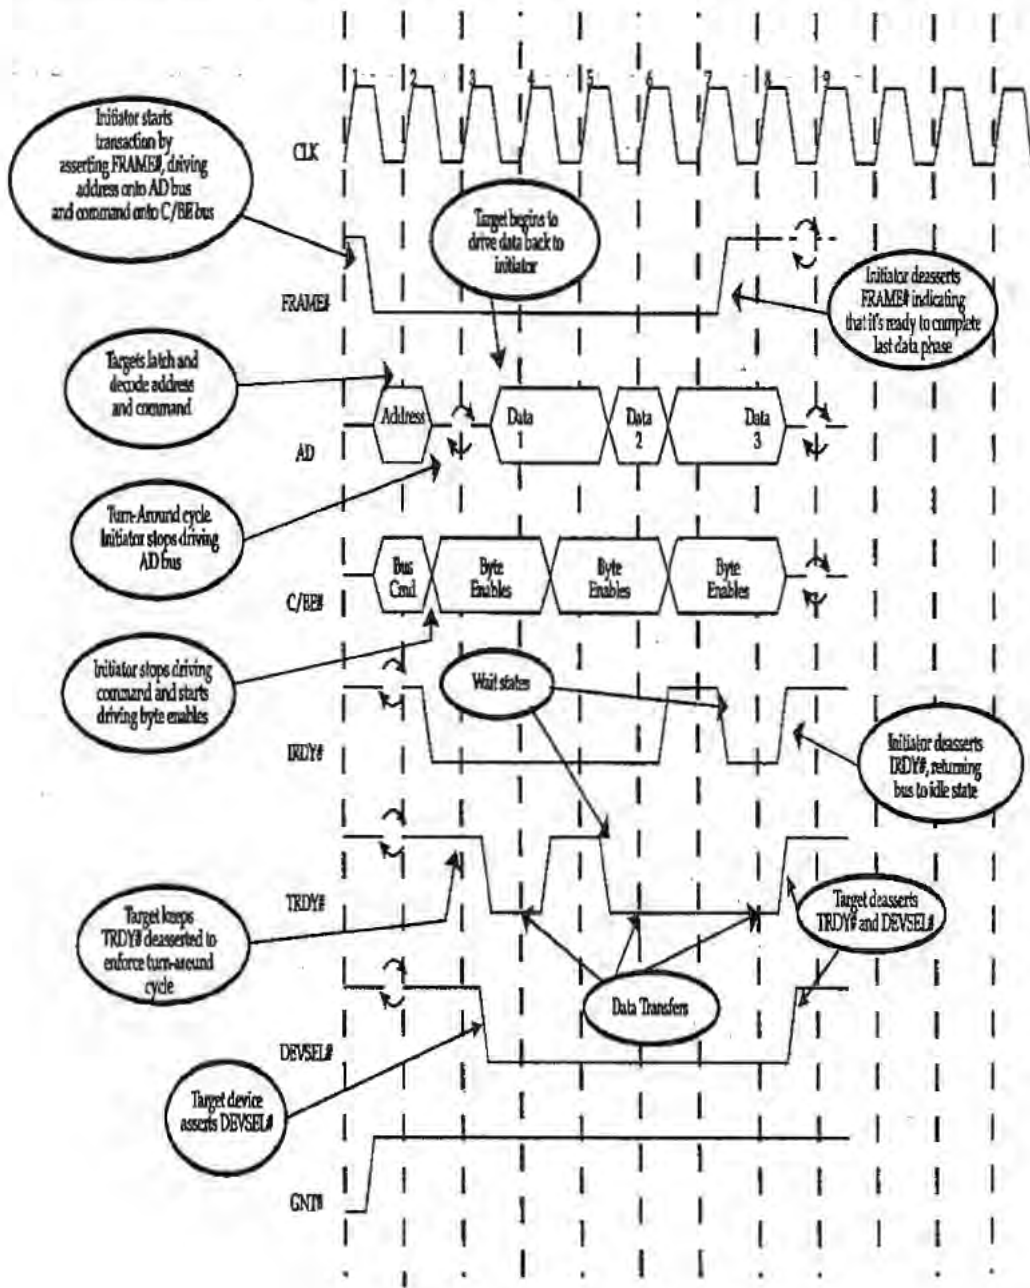 1 2 3 4 5 6 7 8 9
Initiator starts
transaction by
asserting FRAME#, driving
address onto AD bus
and command onto C/BE bus
CLK
Target begins to
drive data back to
initiator
FRAME#
Initiator deasserts
FRAME# indicating
that it's ready to complete
last data phase
Targets latch and
decode address
and command
Address
Data
1
Data
2
Data
3
AD
Turn-Around cycle.
Initiator stops driving
AD bus
Bus
Cmd
Byte
Enables
Byte
Enables
Byte
Enables
C/BE#
Initiator stops driving
command and starts
driving byte enables
Wait states
IRDY#
Initiator deasserts
IRDY#, returning
bus to idle state
TRDY#
Target keeps
TRDY# deasserted to
enforce turn-around
cycle
Target deasserts
TRDY# and DEVSEL#
Data Transfers
DEVSEL#
Target device
asserts DEVSEL#
GNT#